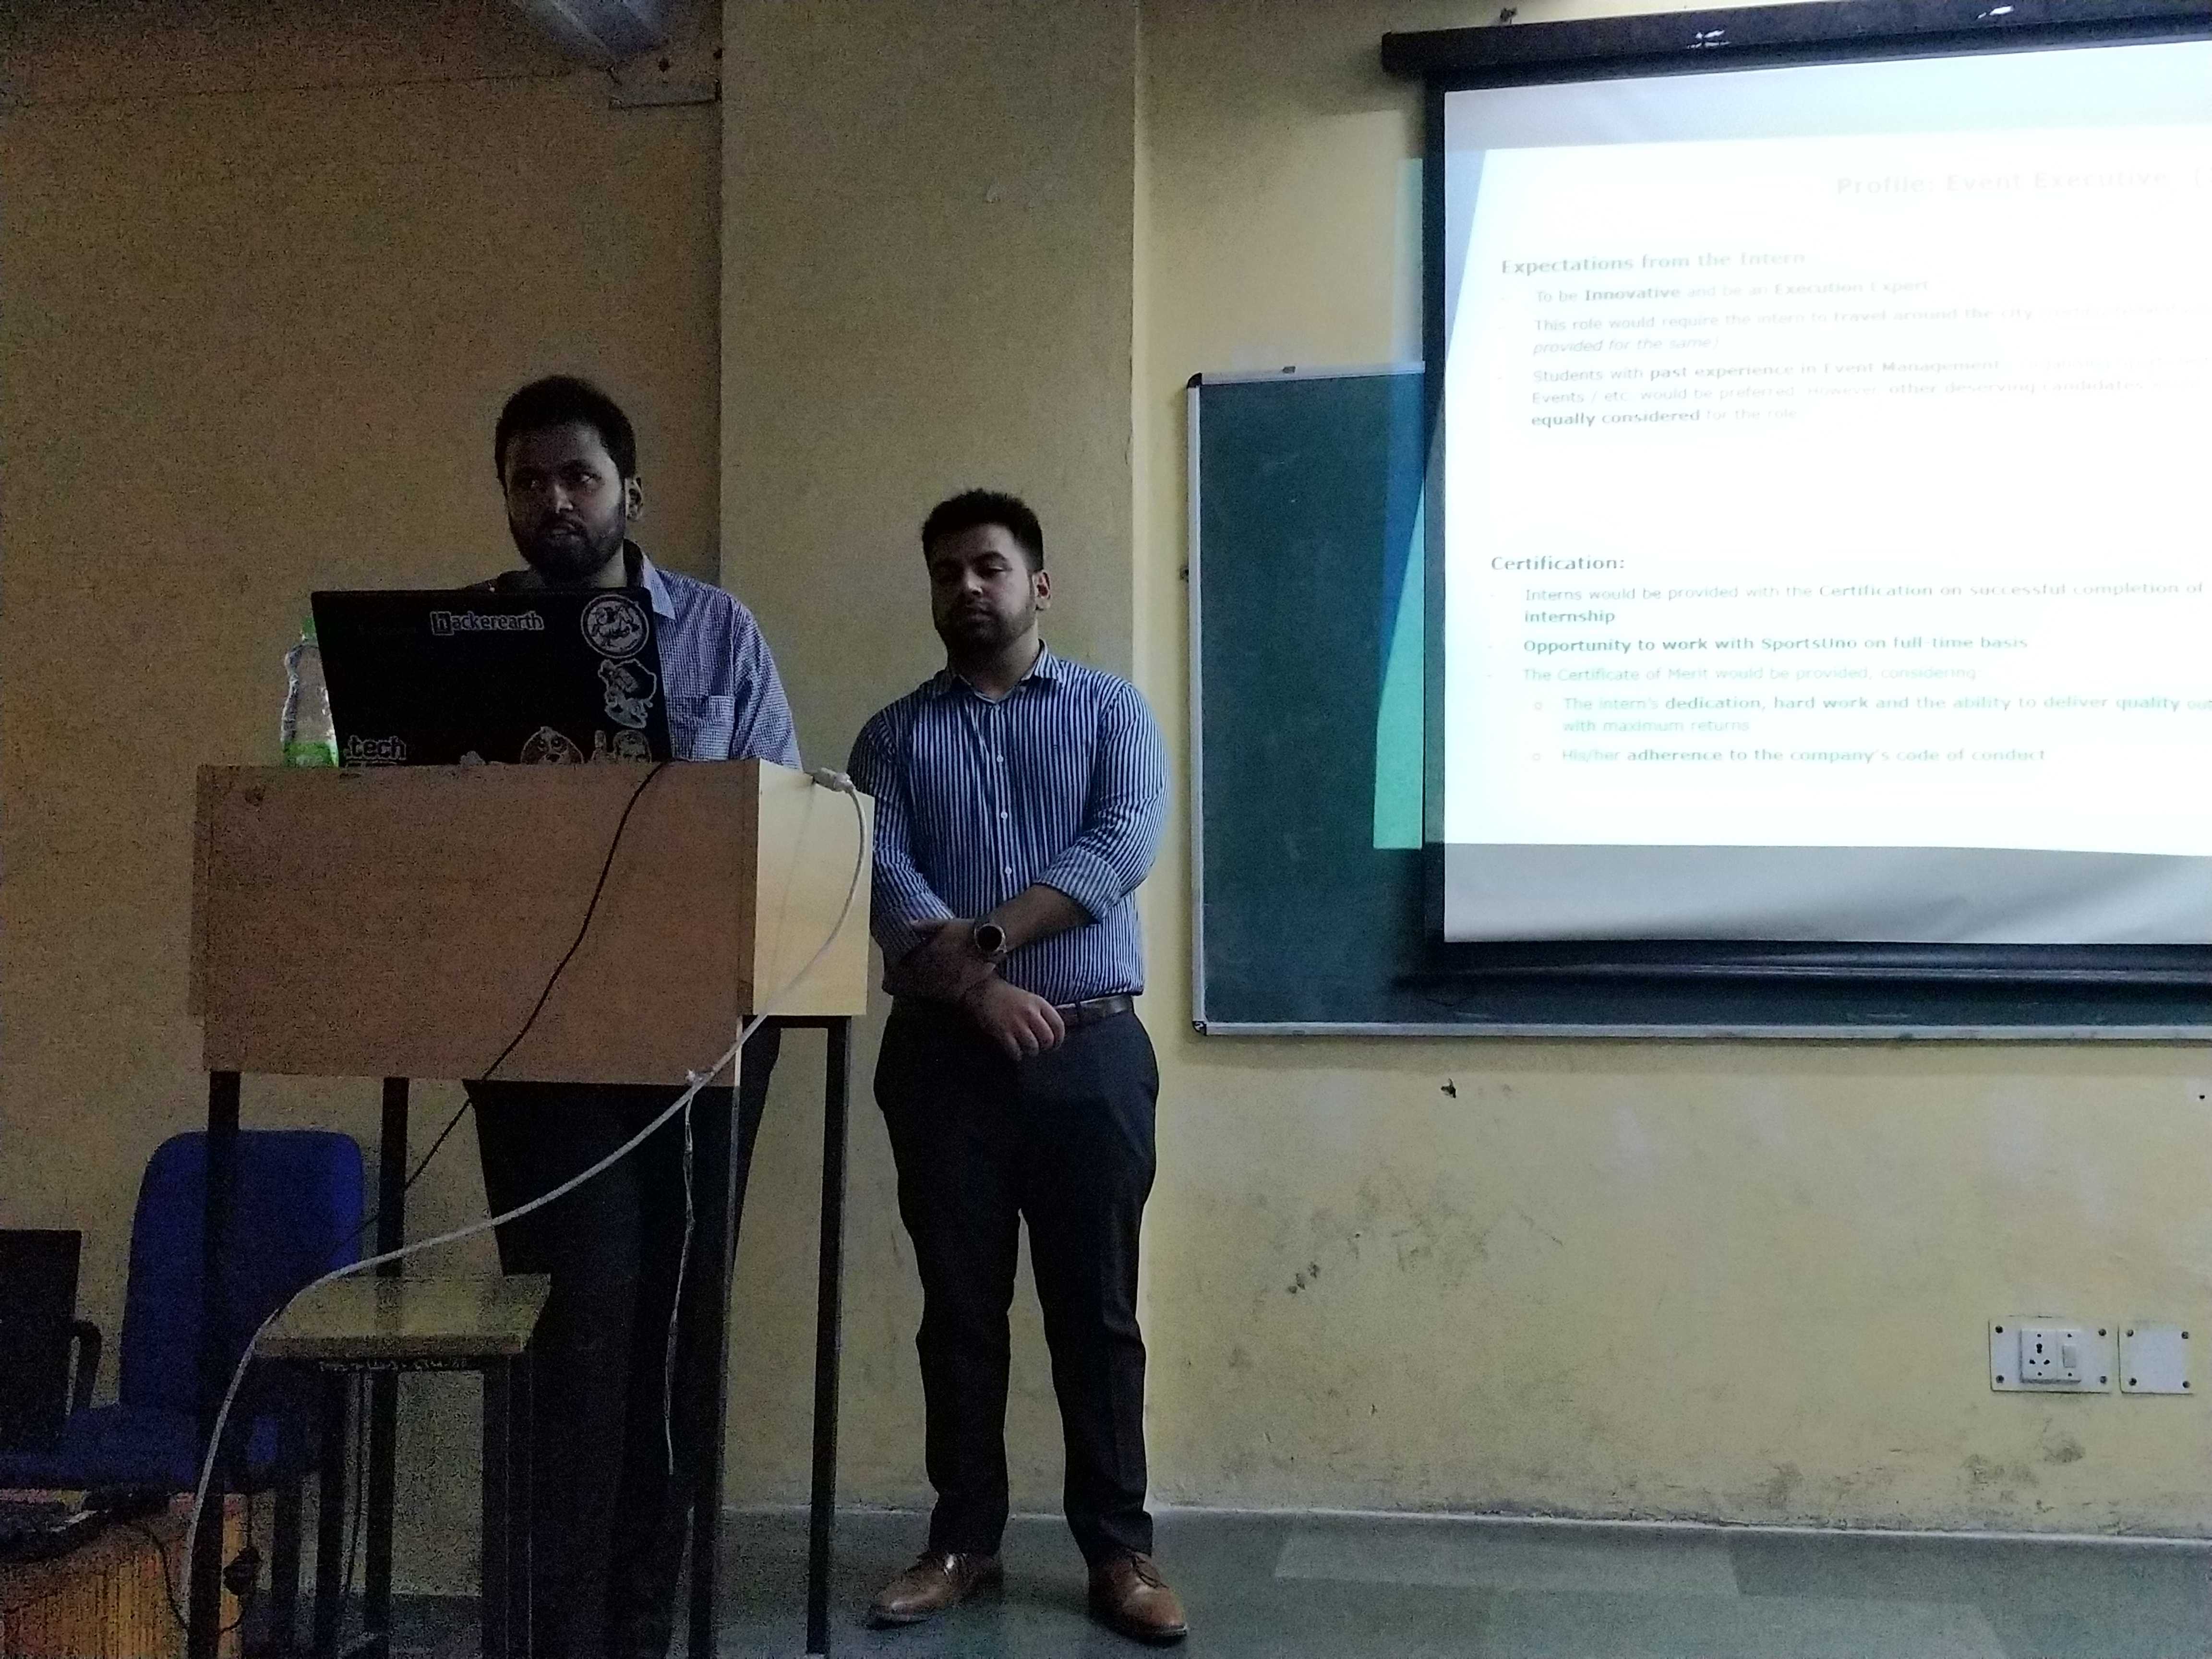 hackerearth
.tech
Profile: Event Executive
Expectations from the Intern
- To be Innovative and be an Execution Expert
- This role would require the intern to travel around the city
provided for the same)
- Students with past experience in Event Management
Events / etc. would be preferred. However other deserving candidates
equally considered for the role
Certification:
- Interns would be provided with the Certification on successful completion of
internship
- Opportunity to work with SportsUno on full-time basis
- The Certificate of Merit would be provided, considering
o The intern's dedication, hard work and the ability to deliver quality
with maximum returns
o His/her adherence to the company's code of conduct